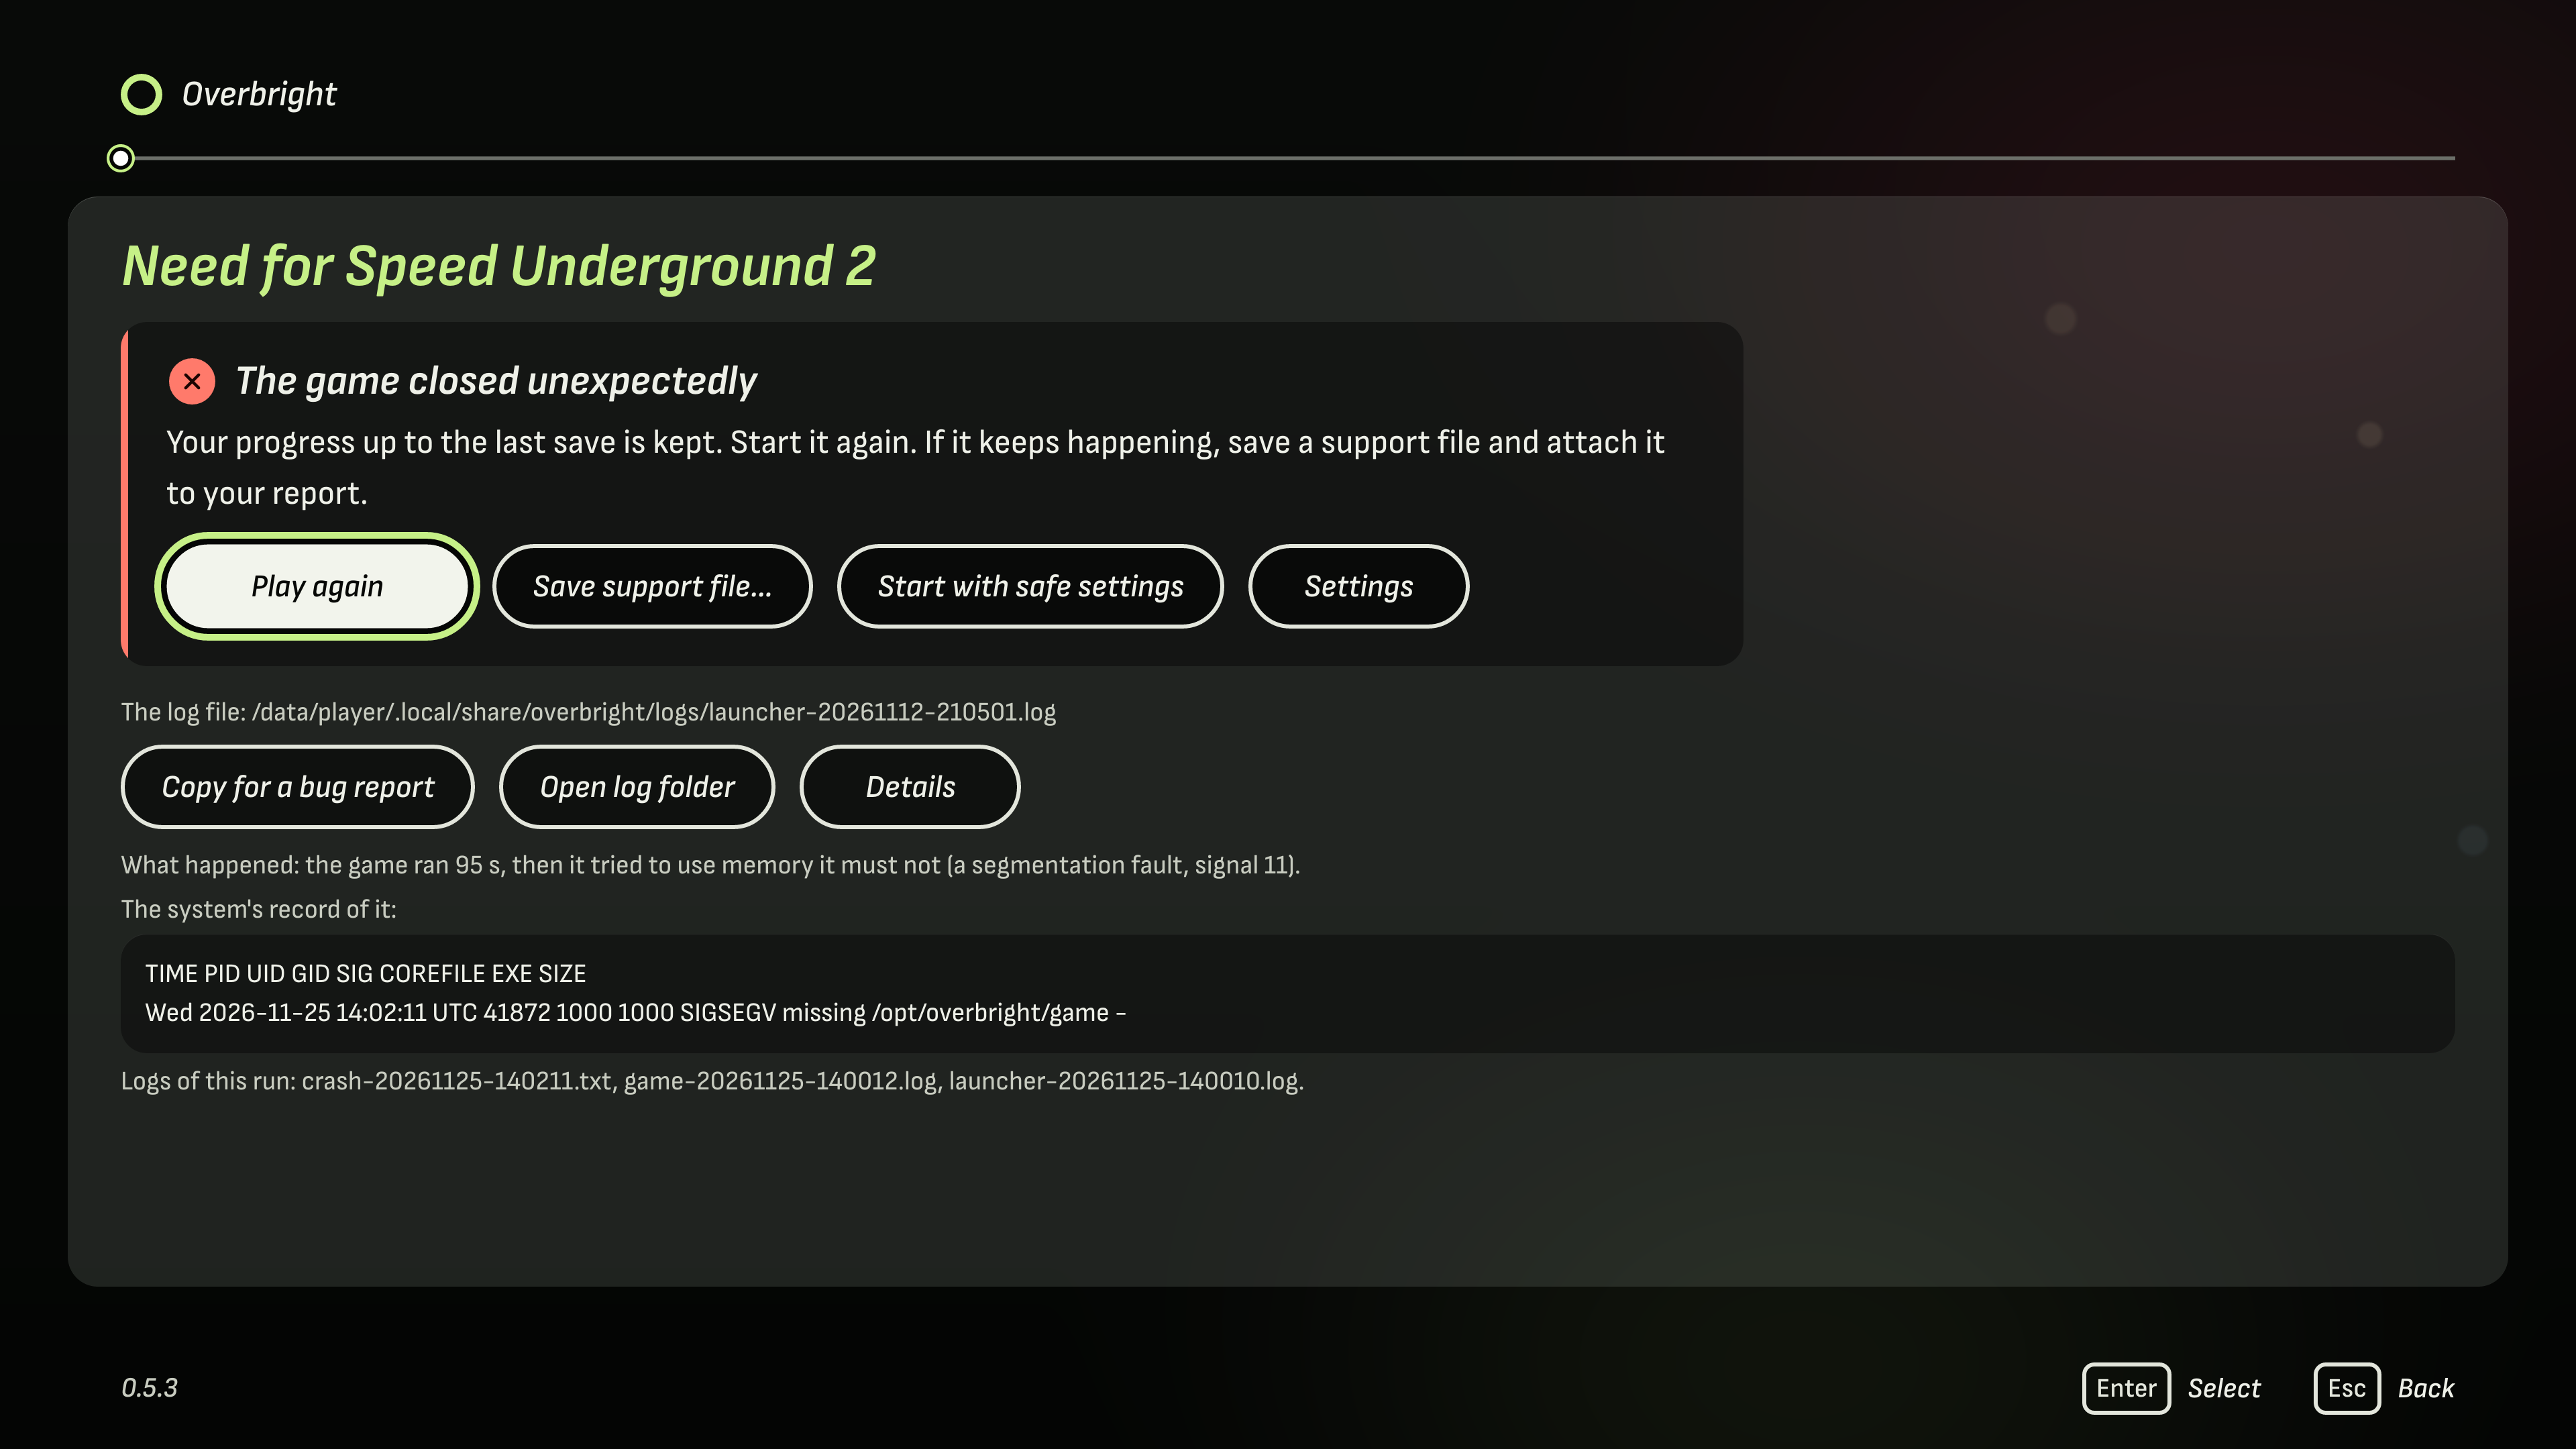 Overbright
Need for Speed Underground 2
The game closed unexpectedly
Your progress up to the last save is kept. Start it again. If it keeps happening, save a support file and attach it
to your report.
Play again
Save support file...
Start with safe settings
Settings
The log file: /data/player/.local/share/overbright/logs/launcher-20261112-210501.log
Copy for a bug report
Open log folder
Details
What happened: the game ran 95 s, then it tried to use memory it must not (a segmentation fault, signal 11).
The system's record of it:
TIME PID UID GID SIG COREFILE EXE SIZE
Wed 2026-11-25 14:02:11 UTC 41872 1000 1000 SIGSEGV missing /opt/overbright/game -
Logs of this run: crash-20261125-140211.txt, game-20261125-140012.log, launcher-20261125-140010.log.
0.5.3
Enter Select
Esc Back